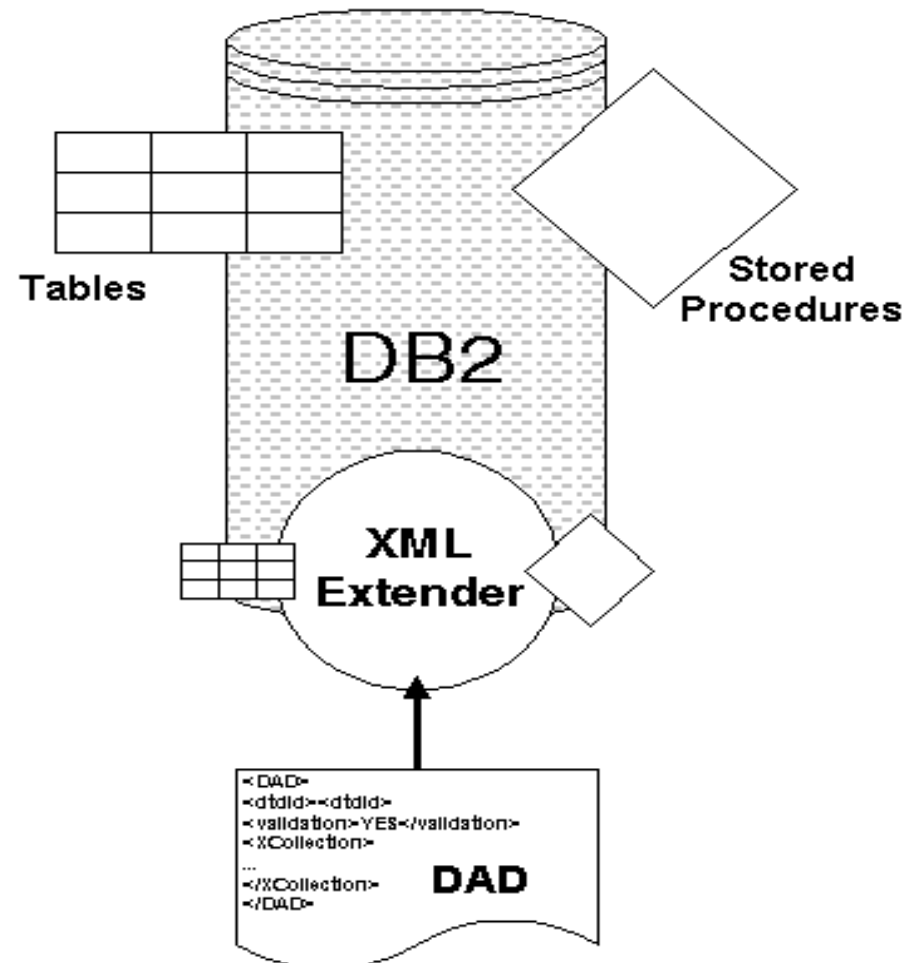 Tables
Stored
Procedures
DB2
XML
Extender
<DAD>
<dtdid><dtdid>
<validation>YES</validation>
<XCollection>
...
</XCollection>
</DAD>
DAD